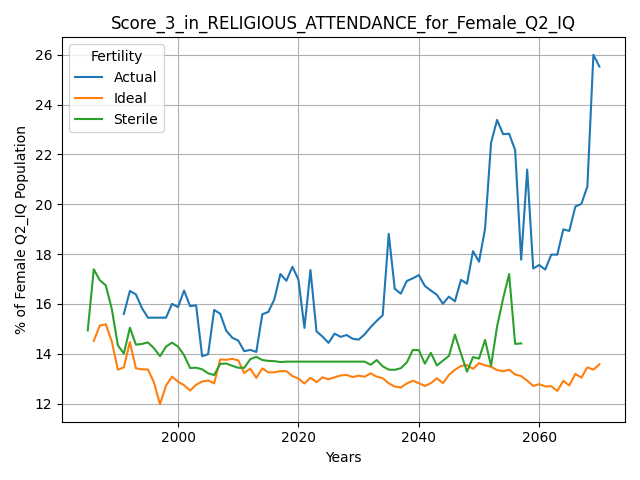 Score_3_in_RELIGIOUS_ATTENDANCE_for_Female_Q2_IQ
Fertility
Actual
Ideal
Sterile
% of Female Q2_IQ Population
26
24
22
20
18
16
14
12
2000
2020
2040
2060
Years